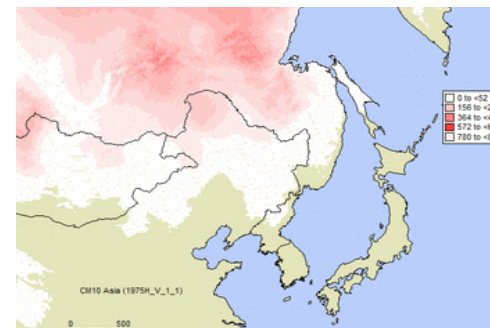 0 to <52
156 to <2
364 to <4
572 to <6
780 to <8
CM10 Asia (1975H_V_1_1)
0 500